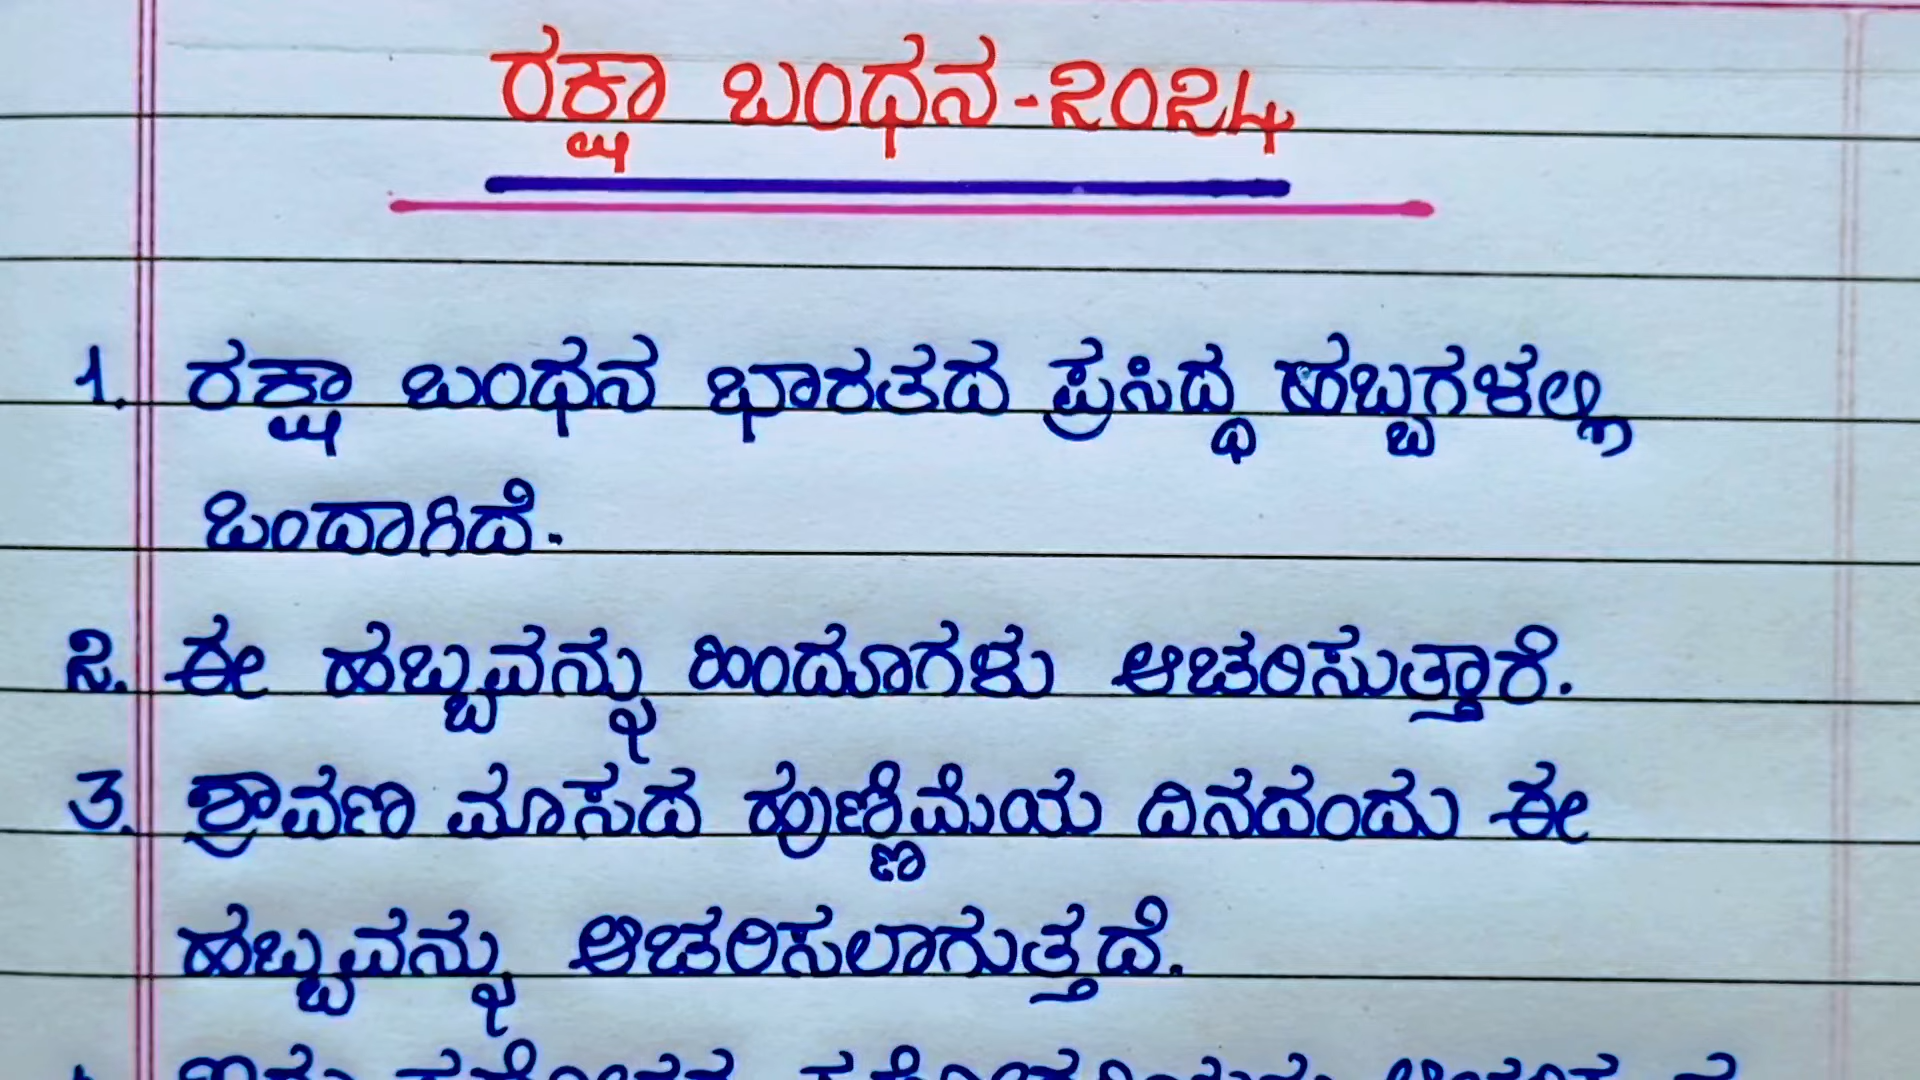 ರಕ್ಷಾ ಬಂಧನ-೨೦೨೪
1. ರಕ್ಷಾ ಬಂಧನ ಭಾರತದ ಪ್ರಸಿದ್ಧ ಹಬ್ಬಗಳಲ್ಲಿ
ಒಂದಾಗಿದೆ.
2. ಈ ಹಬ್ಬವನ್ನು ಹಿಂದೂಗಳು ಆಚರಿಸುತ್ತಾರೆ.
3. ಶ್ರಾವಣ ಮಾಸದ ಹುಣ್ಣಿಮೆಯ ದಿನದಂದು ಈ
ಹಬ್ಬವನ್ನು ಆಚರಿಸಲಾಗುತ್ತದೆ.